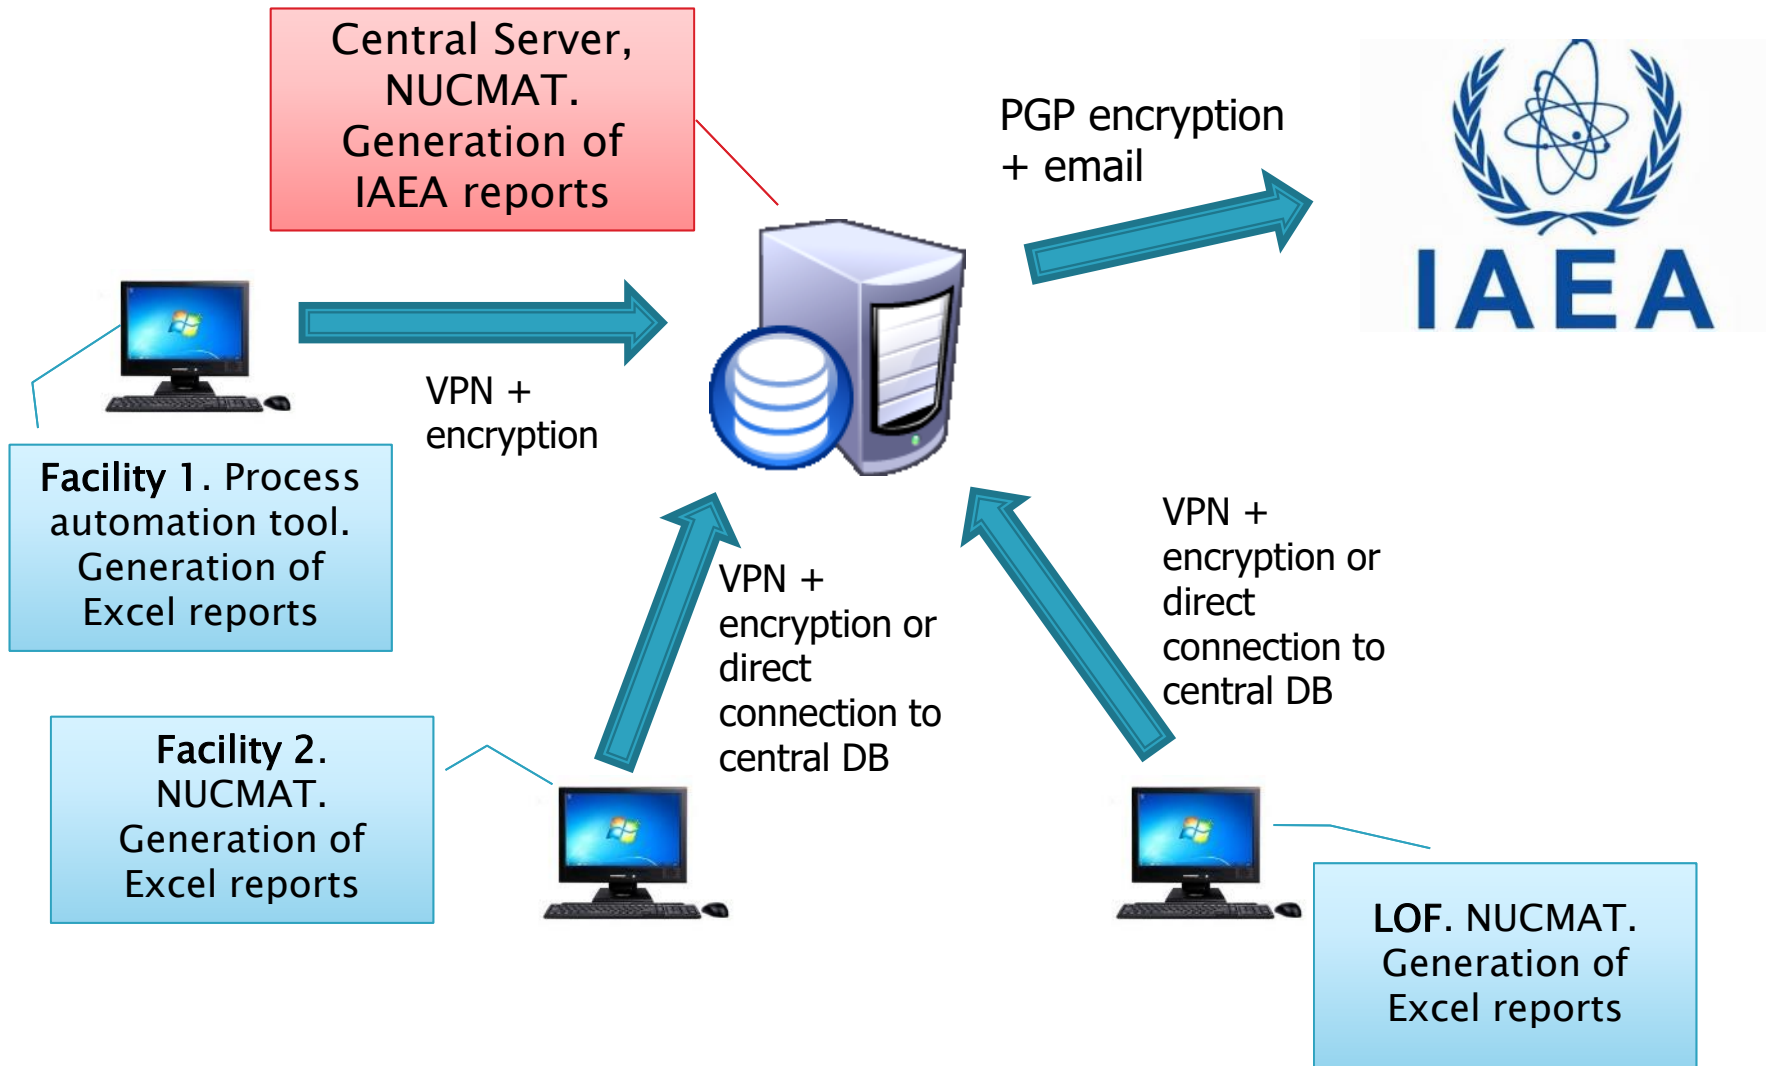 Central Server,
NUCMAT.
Generation of
IAEA reports
PGP encryption
+ email
IAEA
VPN +
encryption
Facility 1. Process
automation tool.
Generation of
Excel reports
VPN +
encryption or
direct
connection to
central DB
VPN +
encryption or
direct
connection to
central DB
Facility 2.
NUCMAT.
Generation of
Excel reports
LOF. NUCMAT.
Generation of
Excel reports